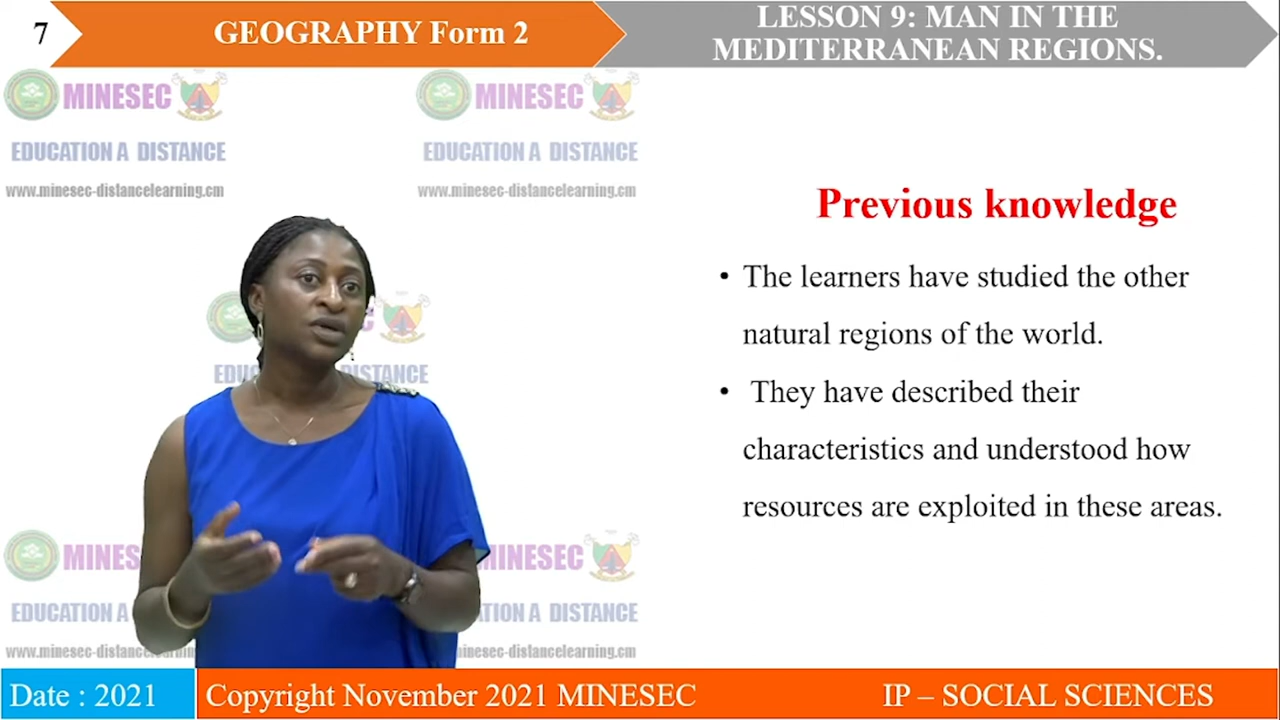 7
GEOGRAPHY Form 2
LESSON 9: MAN IN THE
MEDITERRANEAN REGIONS.
MINESEC
MINESEC
EDUCATION A DISTANCE
EDUCATION A DISTANCE
www.minesec-distancelearning.cm
www.minesec-distancelearning.cm
Previous knowledge
• The learners have studied the other
natural regions of the world.
• They have described their
characteristics and understood how
resources are exploited in these areas.
Date : 2021
Copyright November 2021 MINESEC
IP – SOCIAL SCIENCES